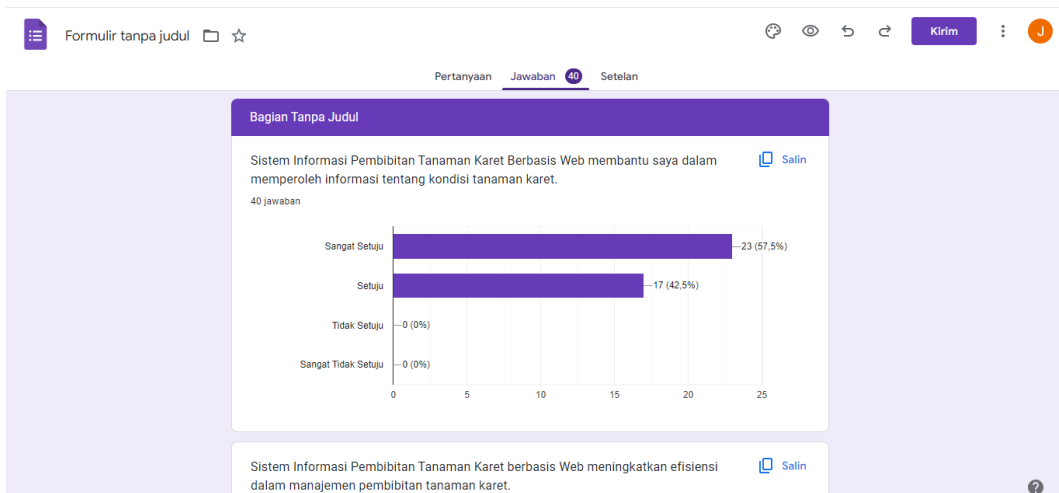 Formulir tanpa judul
Kirim
J
Pertanyaan Jawaban 40 Setelan
Bagian Tanpa Judul
Sistem Informasi Pembibitan Tanaman Karet Berbasis Web membantu saya dalam
memperoleh informasi tentang kondisi tanaman karet.
Salin
40 jawaban
Sangat Setuju 23 (57,5%)
Setuju 17 (42,5%)
Tidak Setuju 0 (0%)
Sangat Tidak Setuju 0 (0%)
0 5 10 15 20 25
Sistem Informasi Pembibitan Tanaman Karet berbasis Web meningkatkan efisiensi
dalam manajemen pembibitan tanaman karet.
Salin
?